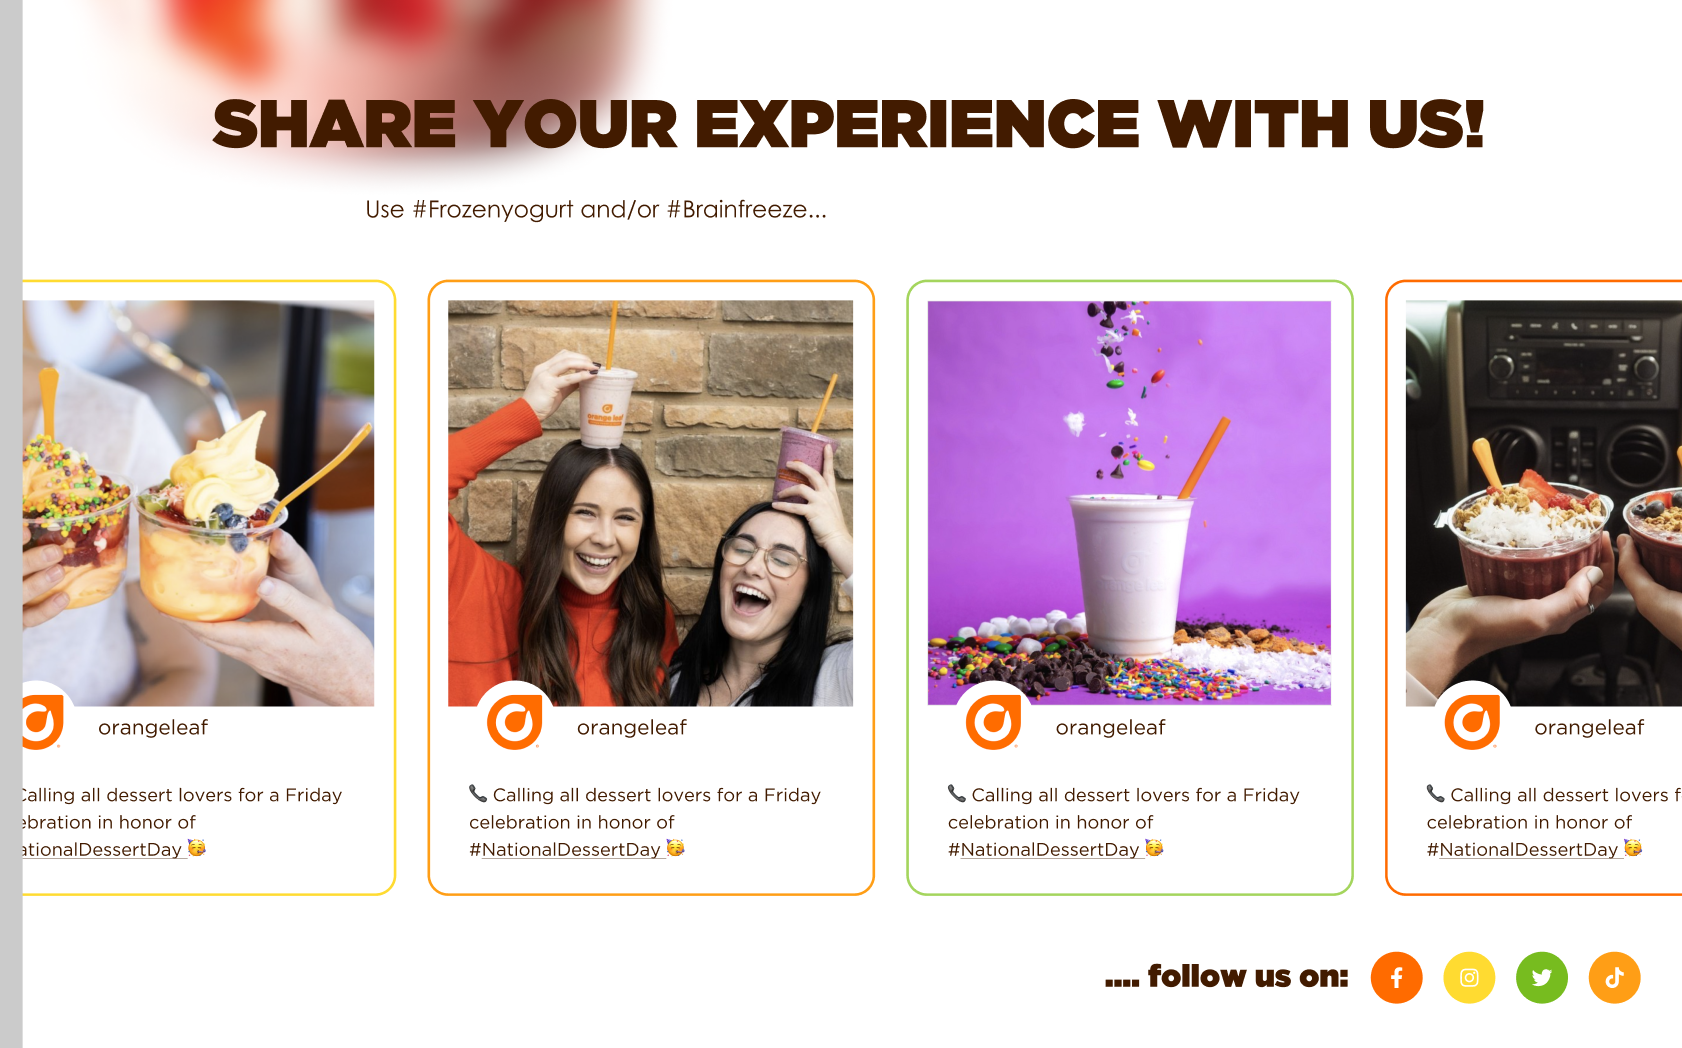 SHARE YOUR EXPERIENCE WITH US!
Use #Frozenyogurt and/or #Brainfreeze...
orange leaf
orangeleaf
Calling all dessert lovers for a Friday
ebration in honor of
ationalDessertDay 🥳
orangeleaf
📞 Calling all dessert lovers for a Friday
celebration in honor of
#NationalDessertDay 🥳
orangeleaf
📞 Calling all dessert lovers for a Friday
celebration in honor of
#NationalDessertDay 🥳
orangeleaf
📞 Calling all dessert lovers f
celebration in honor of
#NationalDessertDay 🥳
.... follow us on: